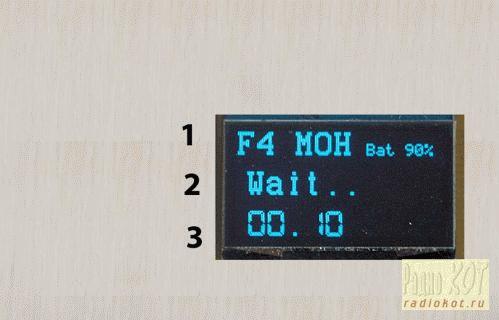 1
F4 MOH Bat 90%
2
Wait..
00.10
3
Радио КОТ
radiokot.ru